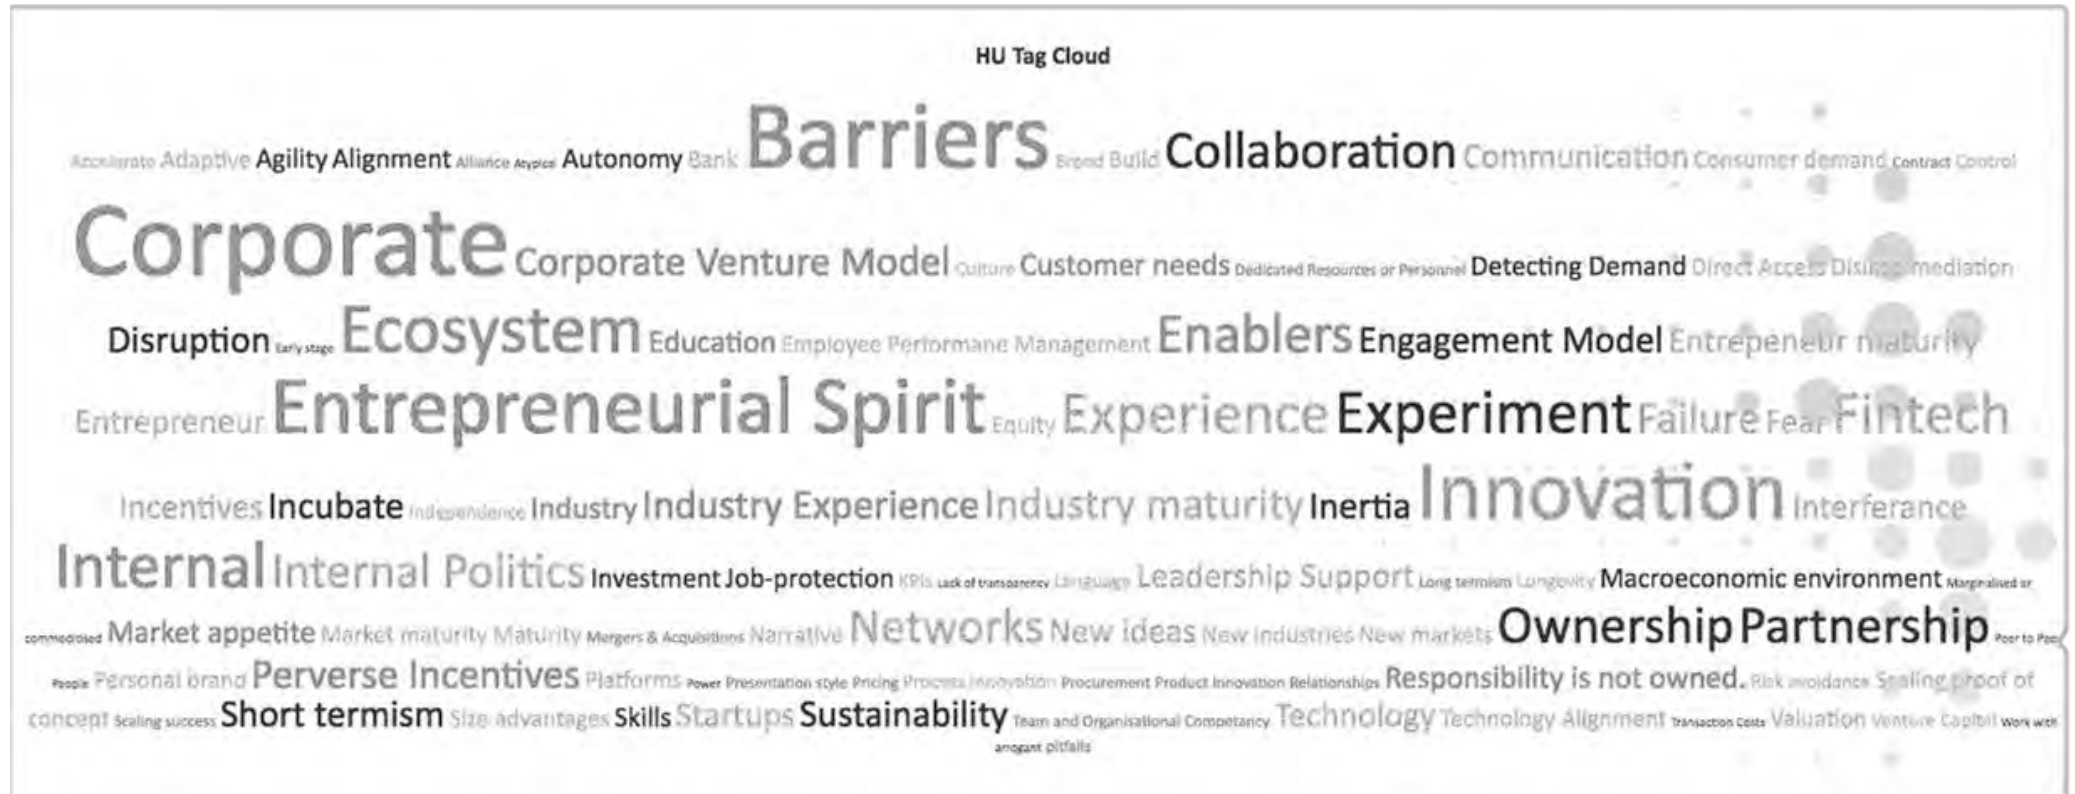 HU Tag Cloud
Accelerate Adaptive Agility Alignment Alliance Atypical Autonomy Bank Barriers Broad Build Collaboration Communication Consumer demand Contract Control
Corporate Corporate Venture Model Culture Customer needs Dedicated Resources or Personnel Detecting Demand Direct Access Disintermediation
Disruption Early stage Ecosystem Education Employee Performane Management Enablers Engagement Model Entrepeneur maturity
Entrepreneur Entrepreneurial Spirit Equity Experience Experiment Failure Fear Fintech
Incentives Incubate Independence Industry Industry Experience Industry maturity Inertia Innovation Interferance
Internal Internal Politics Investment Job-protection KPIs Lack of transparency Language Leadership Support Long termism Longevity Macroeconomic environment Marginalised or
Market appetite Market maturity Maturity Mergers & Acquisitions Narrative Networks New ideas New industries New markets Ownership Partnership Peer to Peer
People Personal brand Perverse Incentives Platforms Power Presentation style Pricing Process Innovation Procurement Product Innovation Relationships Responsibility is not owned. Risk avoidance Scaling proof of
concept Scaling success Short termism Size advantages Skills Startups Sustainability Team and Organisational Competancy Technology Technology Alignment Transaction Costs Valuation Venture Capital Work with
arrogant pitfalls